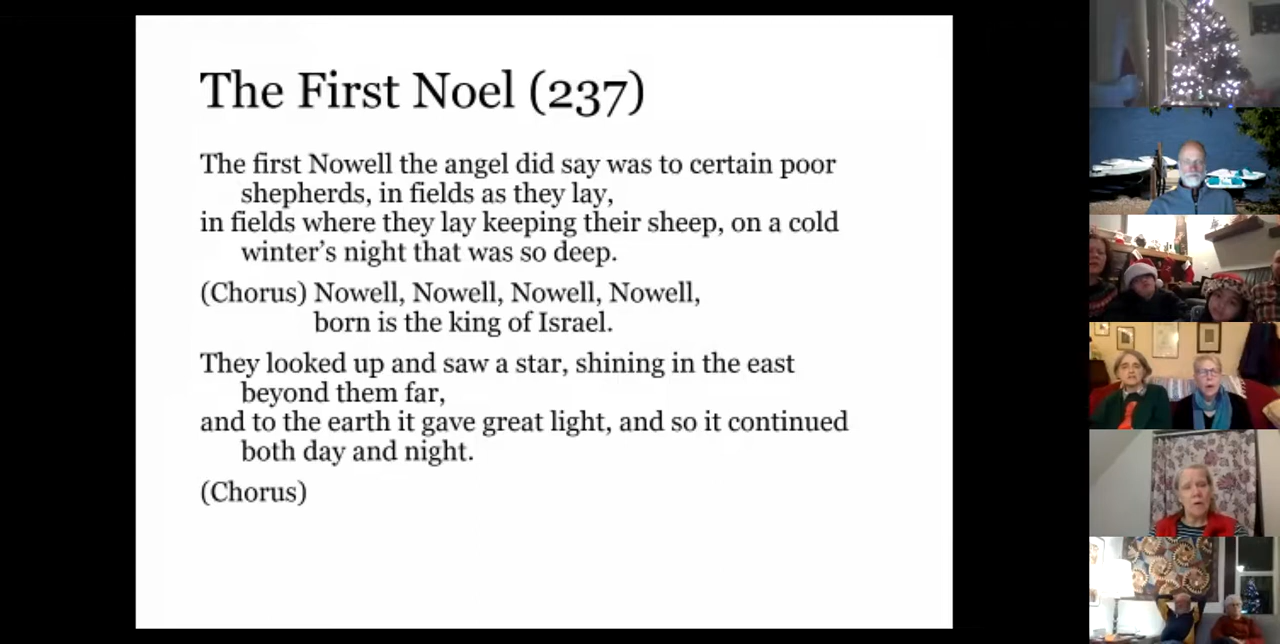 The First Noel (237)
The first Nowell the angel did say was to certain poor
shepherds, in fields as they lay,
in fields where they lay keeping their sheep, on a cold
winter’s night that was so deep.
(Chorus) Nowell, Nowell, Nowell, Nowell,
born is the king of Israel.
They looked up and saw a star, shining in the east
beyond them far,
and to the earth it gave great light, and so it continued
both day and night.
(Chorus)